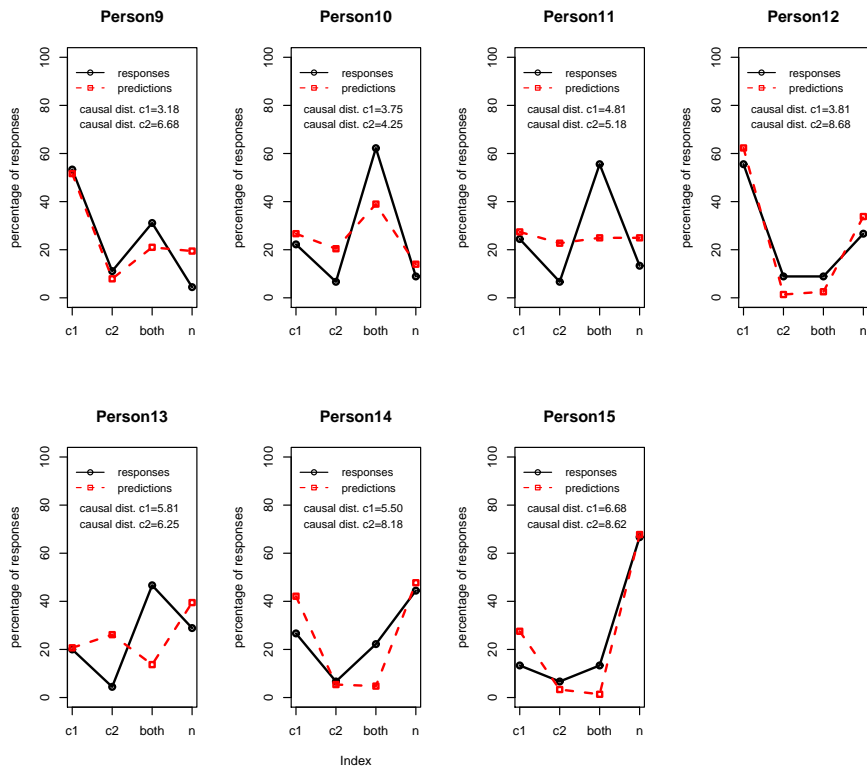 Person9
percentage of responses
100
80
60
40
20
0
responses
predictions
causal dist. c1=3.18
causal dist. c2=6.68
c1 c2 both n
Person10
percentage of responses
100
80
60
40
20
0
responses
predictions
causal dist. c1=3.75
causal dist. c2=4.25
c1 c2 both n
Person11
percentage of responses
100
80
60
40
20
0
responses
predictions
causal dist. c1=4.81
causal dist. c2=5.18
c1 c2 both n
Person12
percentage of responses
100
80
60
40
20
0
responses
predictions
causal dist. c1=3.81
causal dist. c2=8.68
c1 c2 both n
Person13
percentage of responses
100
80
60
40
20
0
responses
predictions
causal dist. c1=5.81
causal dist. c2=6.25
c1 c2 both n
Index
Person14
percentage of responses
100
80
60
40
20
0
responses
predictions
causal dist. c1=5.50
causal dist. c2=8.18
c1 c2 both n
Person15
percentage of responses
100
80
60
40
20
0
responses
predictions
causal dist. c1=6.68
causal dist. c2=8.62
c1 c2 both n